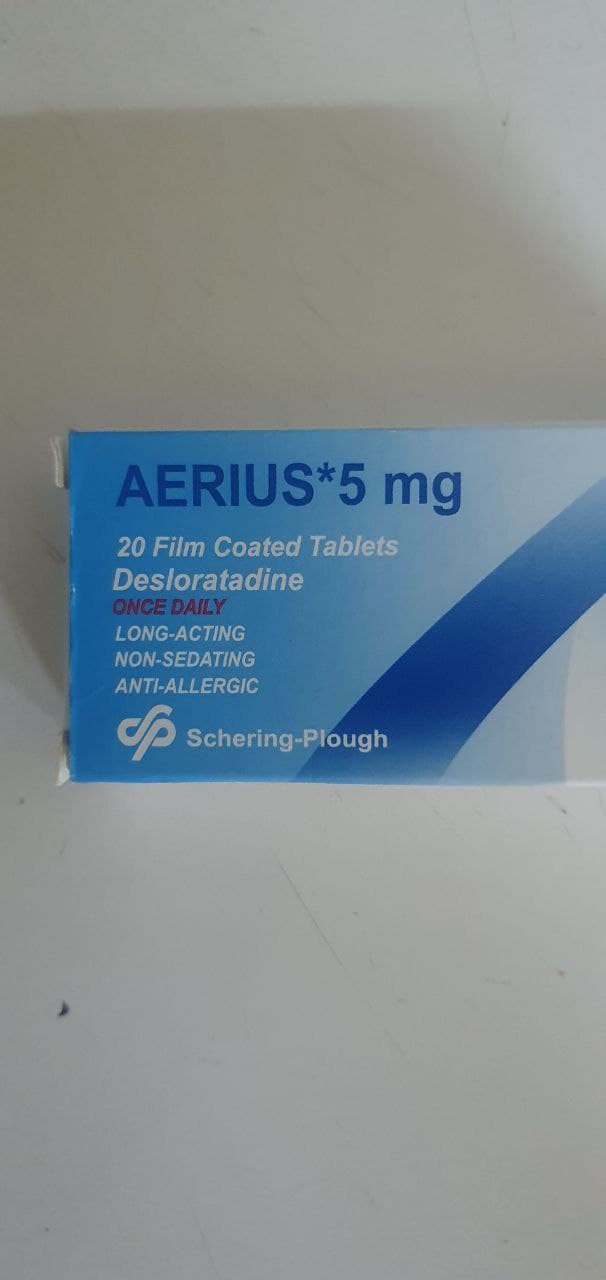 AERIUS*5 mg
20 Film Coated Tablets
Desloratadine
ONCE DAILY
LONG-ACTING
NON-SEDATING
ANTI-ALLERGIC
Schering-Plough